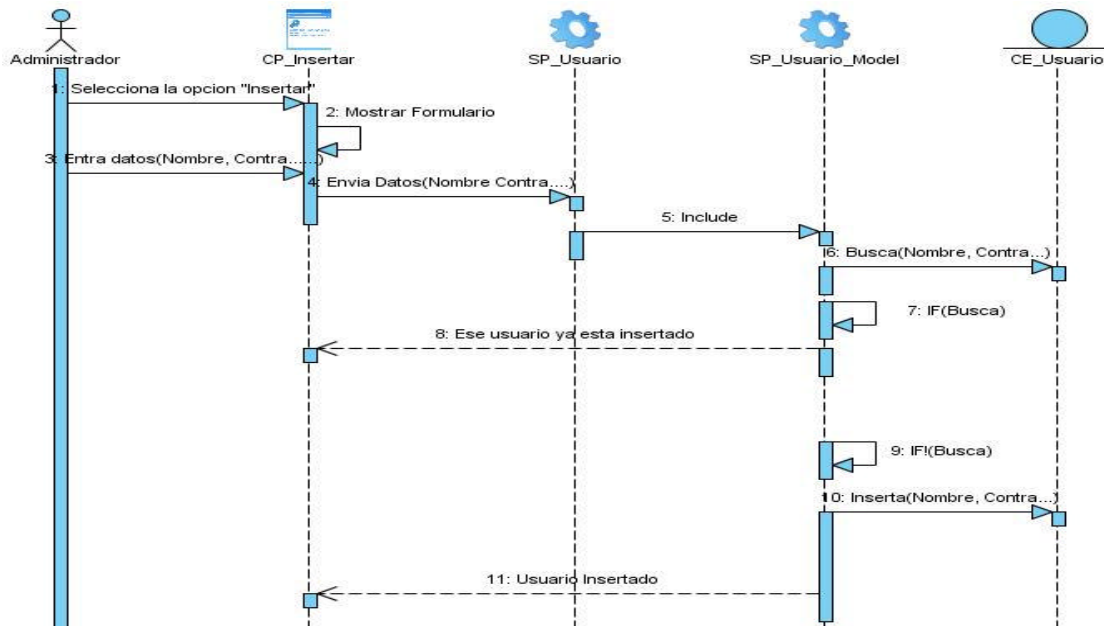 Administrador
CP_Insertar
SP_Usuario
SP_Usuario_Model
CE_Usuario
1: Selecciona la opcion "Insertar"
2: Mostrar Formulario
3: Entra datos(Nombre, Contra......)
4: Envia Datos(Nombre Contra....)
5: Include
6: Busca(Nombre, Contra...)
7: IF(Busca)
8: Ese usuario ya esta insertado
9: IF!(Busca)
10: Inserta(Nombre, Contra...)
11: Usuario Insertado